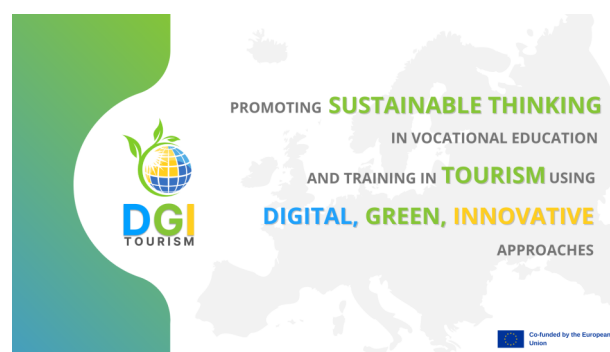 PROMOTING SUSTAINABLE THINKING
IN VOCATIONAL EDUCATION
AND TRAINING IN TOURISM USING
DIGITAL, GREEN, INNOVATIVE
APPROACHES
DGI
TOURISM
Co-funded by the European
Union